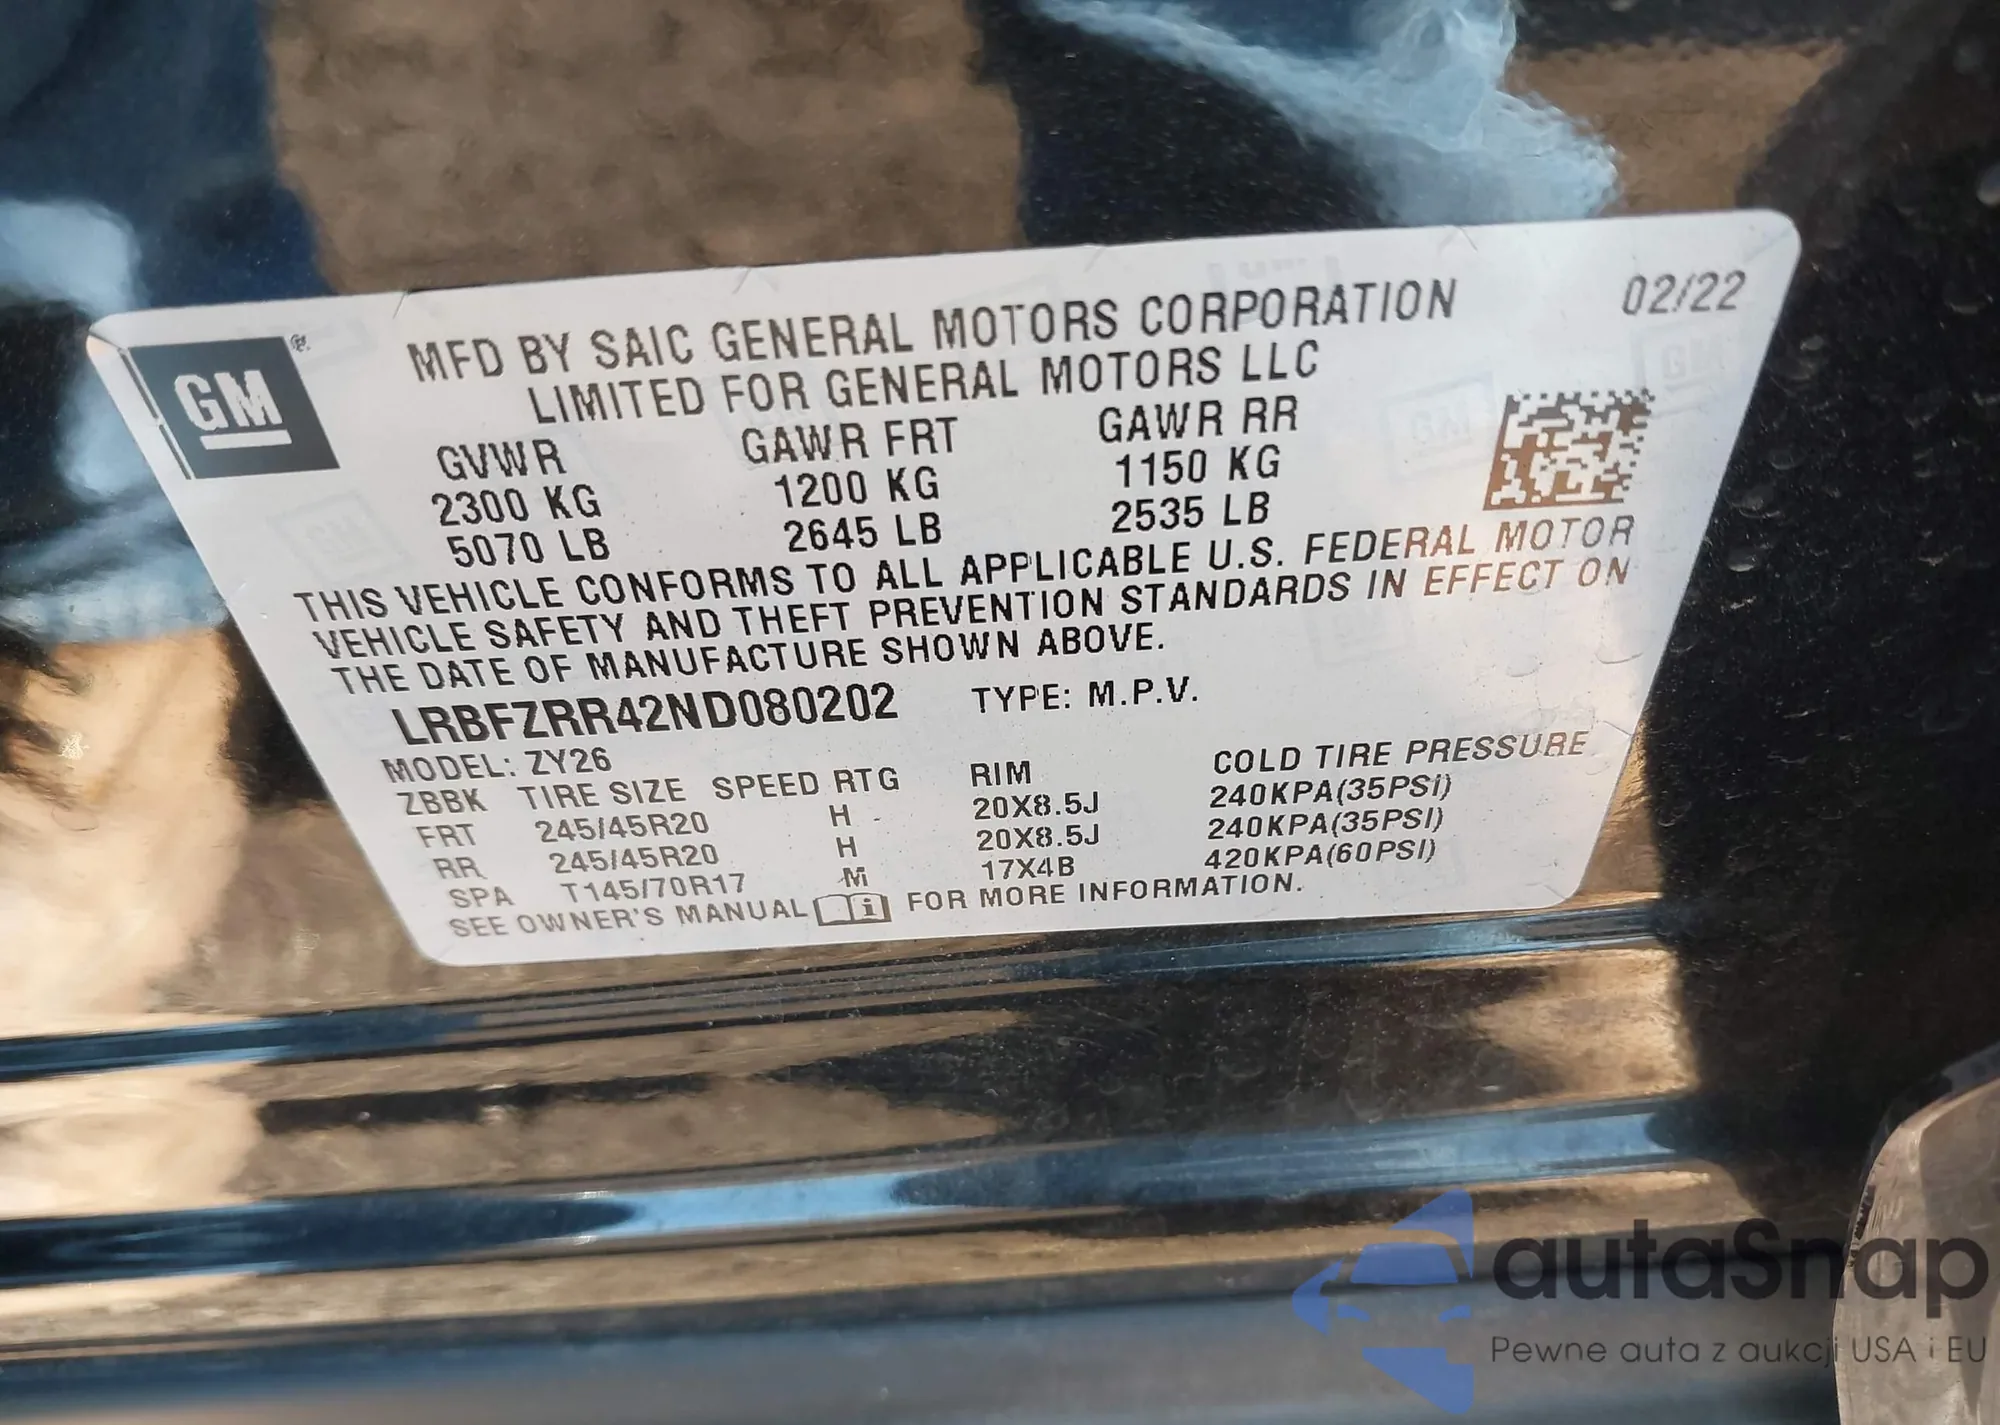 GM
MFD BY SAIC GENERAL MOTORS CORPORATION 02/22
LIMITED FOR GENERAL MOTORS LLC
GVWR GAWR FRT GAWR RR
2300 KG 1200 KG 1150 KG
5070 LB 2645 LB 2535 LB
THIS VEHICLE CONFORMS TO ALL APPLICABLE U.S. FEDERAL MOTOR
VEHICLE SAFETY AND THEFT PREVENTION STANDARDS IN EFFECT ON
THE DATE OF MANUFACTURE SHOWN ABOVE.
LRBFZRR42ND080202 TYPE: M.P.V.
MODEL: ZY26
ZBBK TIRE SIZE SPEED RTG RIM COLD TIRE PRESSURE
FRT 245/45R20 H 20X8.5J 240KPA(35PSI)
RR 245/45R20 H 20X8.5J 240KPA(35PSI)
SPA T145/70R17 M 17X4B 420KPA(60PSI)
SEE OWNER'S MANUAL FOR MORE INFORMATION.
autaSnap
Pewne auta z aukcji USA i EU